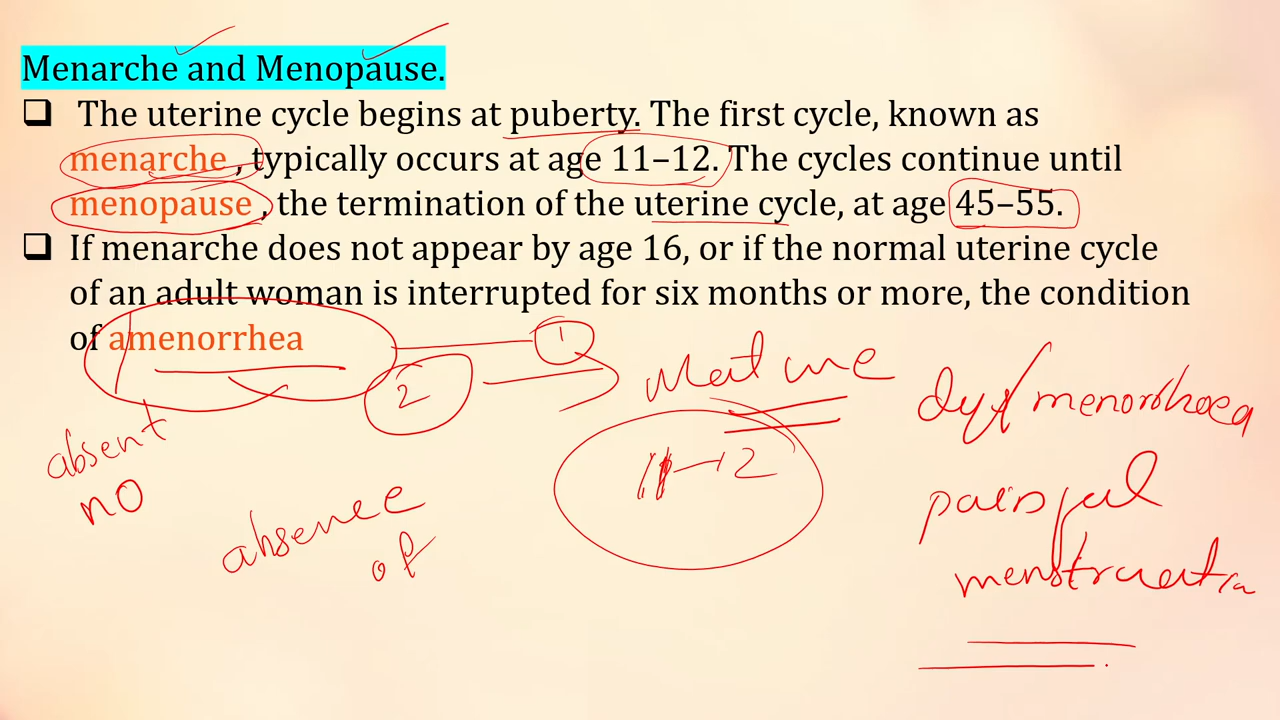 Menarche and Menopause.
❑ The uterine cycle begins at puberty. The first cycle, known as
menarche , typically occurs at age 11–12. The cycles continue until
menopause , the termination of the uterine cycle, at age 45–55.
❑ If menarche does not appear by age 16, or if the normal uterine cycle
of an adult woman is interrupted for six months or more, the condition
of amenorrhea
1
2
absent
no
absence
of
11-12
menorrhoea
painful